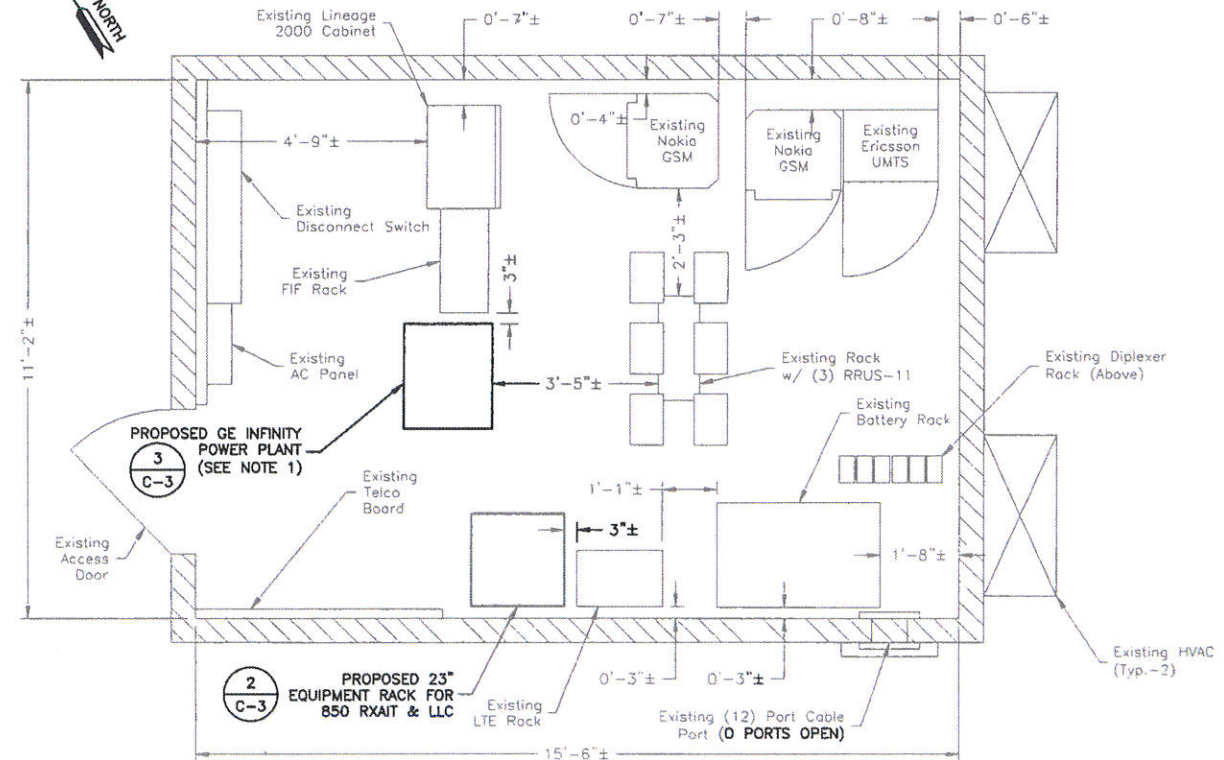 NORTH
Existing Lineage
2000 Cabinet
0'-7"±
0'-7"±
0'-8"±
0'-6"±
4'-9"±
0'-4"±
Existing
Nokia
GSM
Existing
Nokia
GSM
Existing
Ericsson
UMTS
Existing
Disconnect Switch
Existing
FIF Rack
3"±
2'-3"±
11'-2"±
Existing
AC Panel
3'-5"±
Existing Rack
w/ (3) RRUS-11
Existing Diplexer
Rack (Above)
Existing
Battery Rack
PROPOSED GE INFINITY
POWER PLANT
(SEE NOTE 1)
3
C-3
Existing
Telco
Board
1'-1"±
3"±
1'-8"±
Existing
Access
Door
2
C-3
PROPOSED 23"
EQUIPMENT RACK FOR
850 RXAIT & LLC
Existing
LTE Rack
0'-3"±
0'-3"±
Existing (12) Port Cable
Port (0 PORTS OPEN)
Existing HVAC
(Typ.-2)
15'-6"±